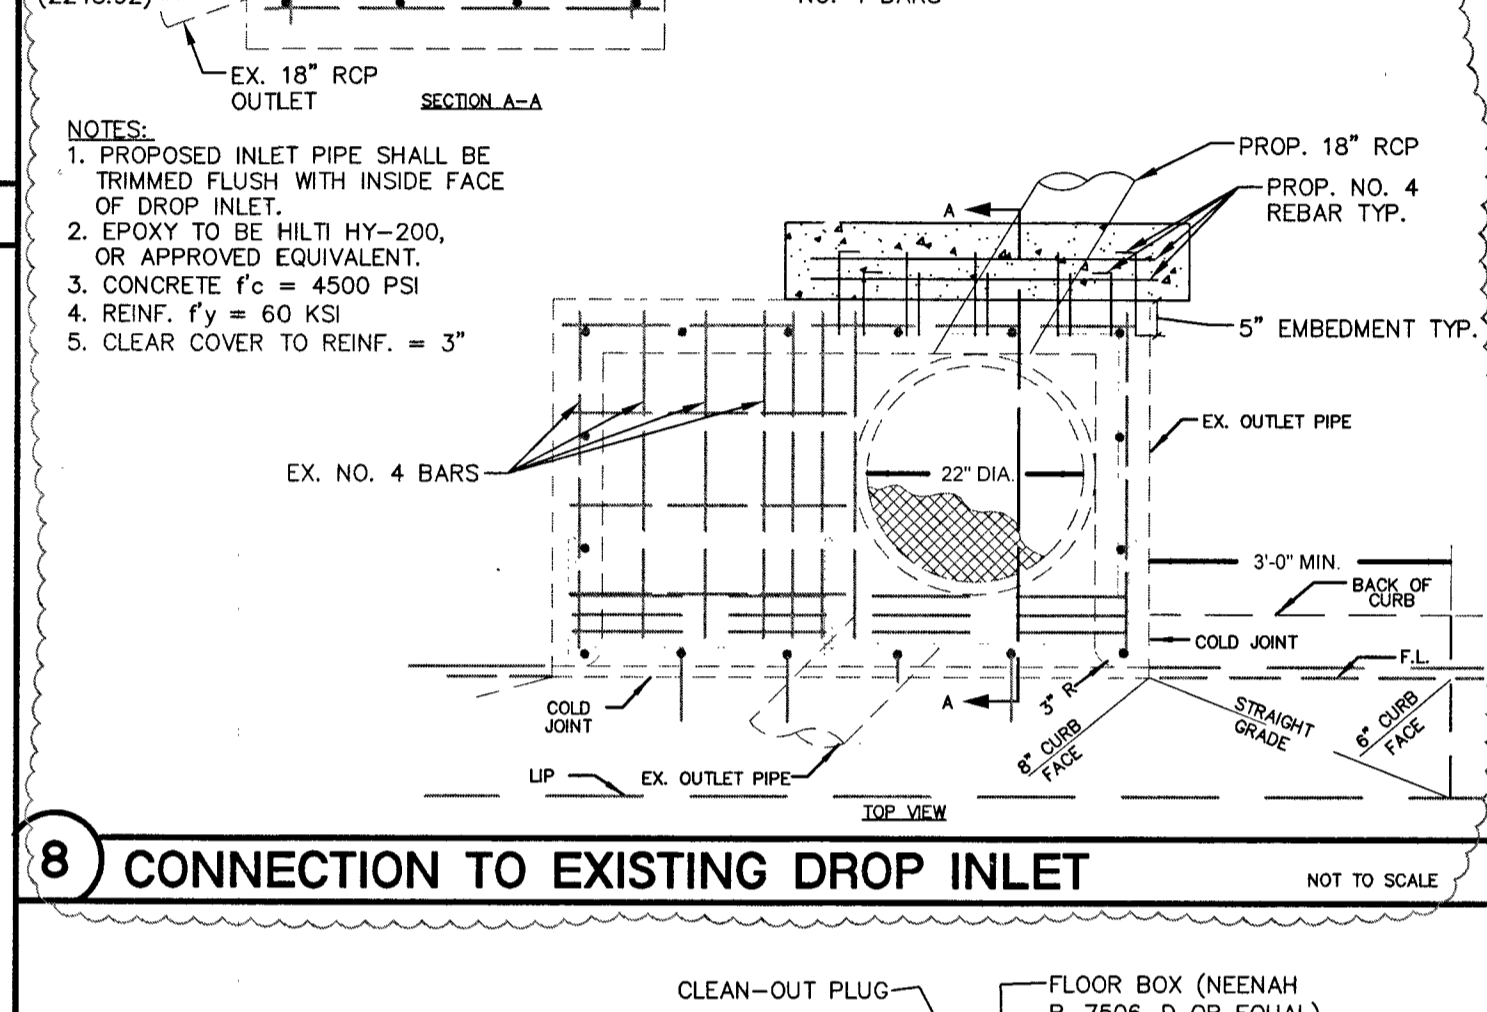 EX. 18" RCP
OUTLET
SECTION A-A
NOTES:
1. PROPOSED INLET PIPE SHALL BE
TRIMMED FLUSH WITH INSIDE FACE
OF DROP INLET.
2. EPOXY TO BE HILTI HY-200,
OR APPROVED EQUIVALENT.
3. CONCRETE f'c = 4500 PSI
4. REINF. f'y = 60 KSI
5. CLEAR COVER TO REINF. = 3"
PROP. 18" RCP
PROP. NO. 4
REBAR TYP.
A
5" EMBEDMENT TYP.
EX. OUTLET PIPE
EX. NO. 4 BARS
22" DIA.
3'-0" MIN.
BACK OF
CURB
COLD JOINT
F.L.
COLD
JOINT
A
3" R
8" CURB
FACE
STRAIGHT
GRADE
6" CURB
FACE
LIP
EX. OUTLET PIPE
TOP VIEW
8
CONNECTION TO EXISTING DROP INLET
NOT TO SCALE
CLEAN-OUT PLUG
FLOOR BOX (NEENAH